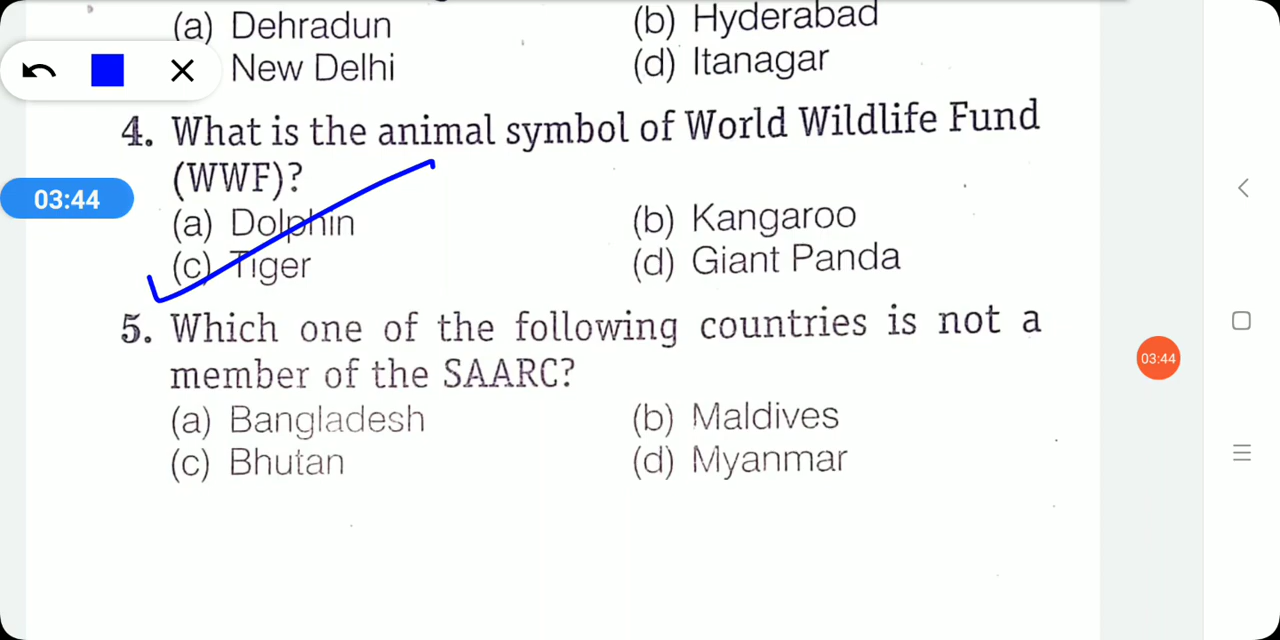 (a) Dehradun (b) Hyderabad
New Delhi (d) Itanagar
4. What is the animal symbol of World Wildlife Fund
(WWF)?
03:44
(a) Dolphin (b) Kangaroo
(c) Tiger (d) Giant Panda
5. Which one of the following countries is not a
member of the SAARC?
03:44
(a) Bangladesh (b) Maldives
(c) Bhutan (d) Myanmar